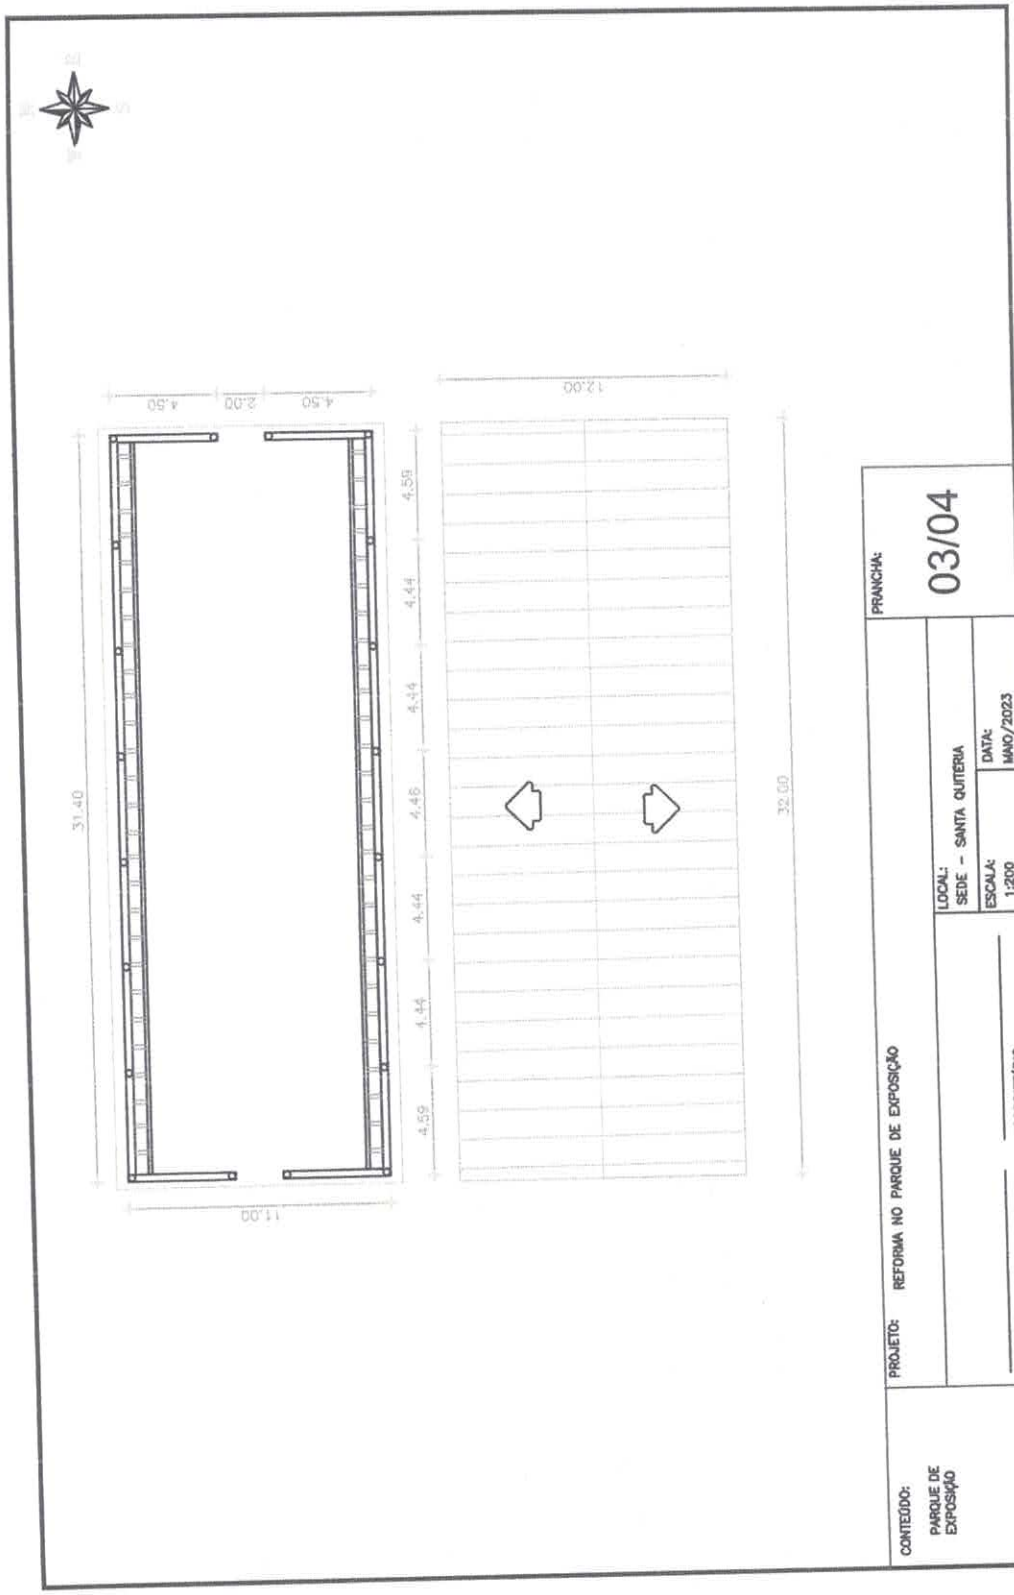 31.40
4.50
2.00
4.50
11.00
4.59
4.44
4.44
4.46
4.44
4.44
4.59
12.00
32.00
CONTEÚDO:
PARQUE DE
EXPOSIÇÃO
PROJETO: REFORMA NO PARQUE DE EXPOSIÇÃO
LOCAL:
SEDE - SANTA QUITÉRIA
ESCALA:
1:200
DATA:
MAIO/2023
PRANCHA:
03/04